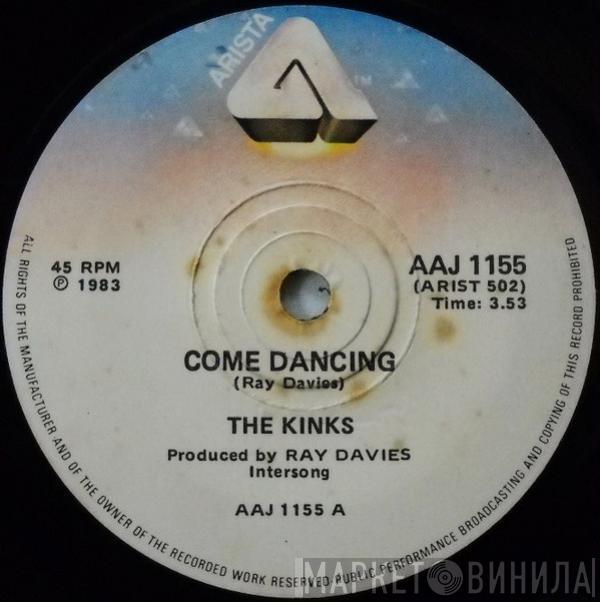 ARISTA
TM
45 RPM
℗ 1983
AAJ 1155
(ARIST 502)
Time: 3.53
COME DANCING
(Ray Davies)
THE KINKS
Produced by RAY DAVIES
Intersong
AAJ 1155 A
ALL RIGHTS OF THE MANUFACTURER AND OF THE OWNER OF THE RECORDED WORK RESERVED·PUBLIC PERFORMANCE BROADCASTING AND COPYING OF THIS RECORD PROHIBITED
МАРКЕТ ВИНИЛА